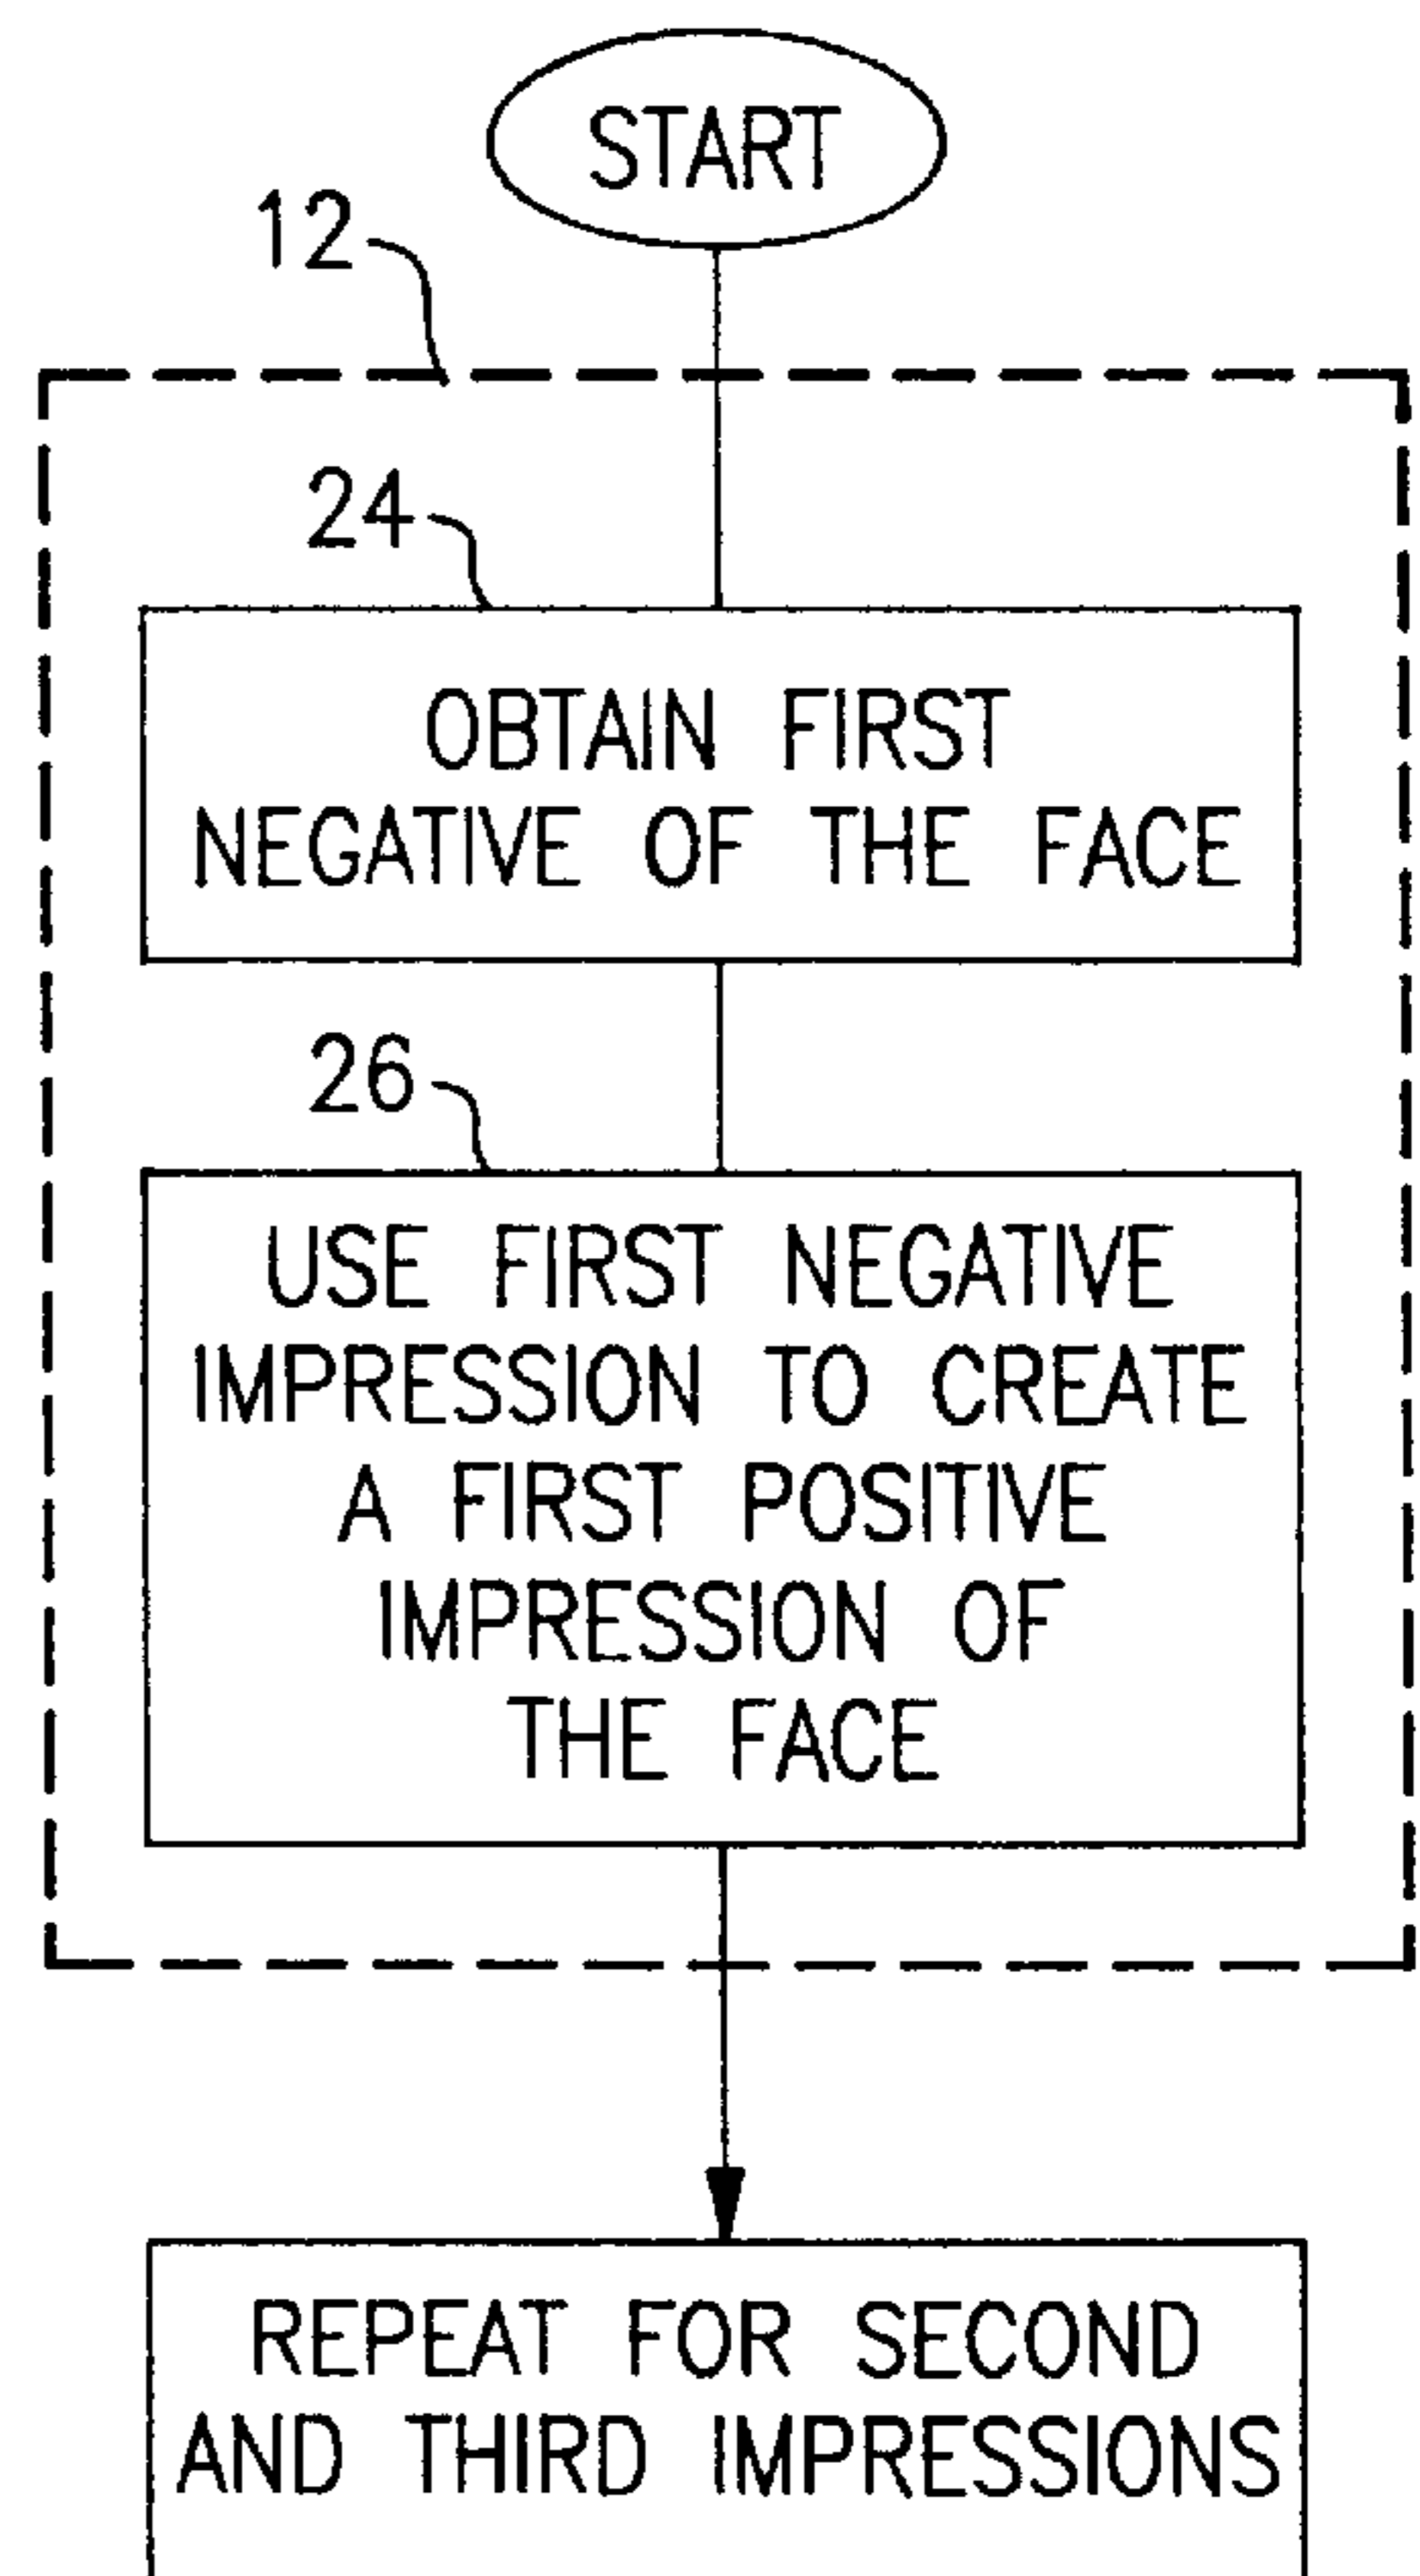 START
12
24
OBTAIN FIRST
NEGATIVE OF THE FACE
26
USE FIRST NEGATIVE
IMPRESSION TO CREATE
A FIRST POSITIVE
IMPRESSION OF
THE FACE
REPEAT FOR SECOND
AND THIRD IMPRESSIONS